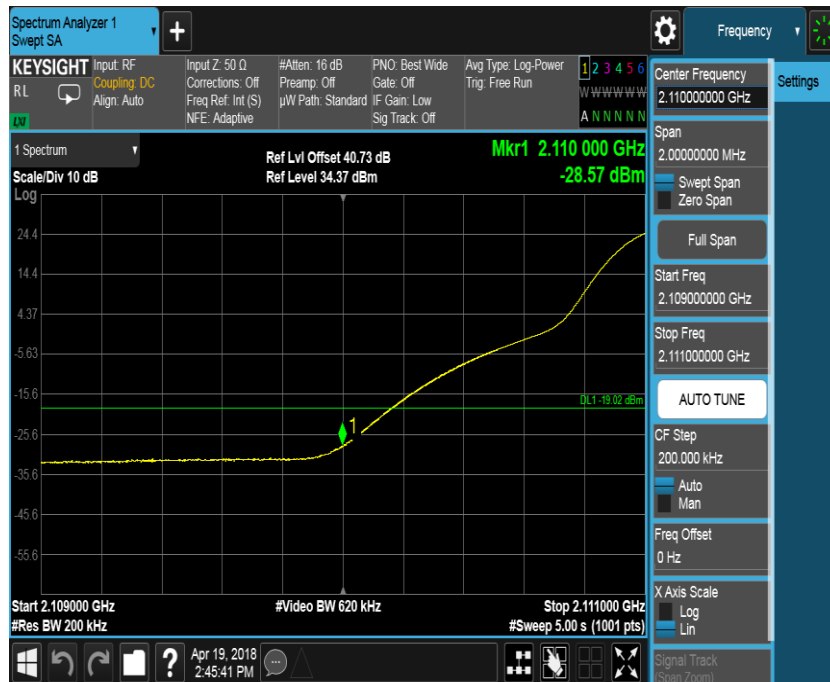 Spectrum Analyzer 1
Swept SA
+
Frequency
KEYSIGHT
RL
LXI
Input: RF
Coupling: DC
Align: Auto
Input Z: 50 Ω
Corrections: Off
Freq Ref: Int (S)
NFE: Adaptive
#Atten: 16 dB
Preamp: Off
µW Path: Standard
PNO: Best Wide
Gate: Off
IF Gain: Low
Sig Track: Off
Avg Type: Log-Power
Trig: Free Run
1 2 3 4 5 6
W W W W W W
A N N N N N
1 Spectrum
Scale/Div 10 dB
Ref Lvl Offset 40.73 dB
Ref Level 34.37 dBm
Mkr1 2.110 000 GHz
-28.57 dBm
Log
24.4
14.4
4.37
-5.63
-15.6
-25.6
-35.6
-45.6
-55.6
DL1 -19.02 dBm
1
Start 2.109000 GHz
#Res BW 200 kHz
#Video BW 620 kHz
Stop 2.111000 GHz
#Sweep 5.00 s (1001 pts)
Center Frequency
2.110000000 GHz
Settings
Span
2.00000000 MHz
Swept Span
Zero Span
Full Span
Start Freq
2.109000000 GHz
Stop Freq
2.111000000 GHz
AUTO TUNE
CF Step
200.000 kHz
Auto
Man
Freq Offset
0 Hz
X Axis Scale
Log
Lin
Signal Track
(Span Zoom)
?
Apr 19, 2018
2:45:41 PM